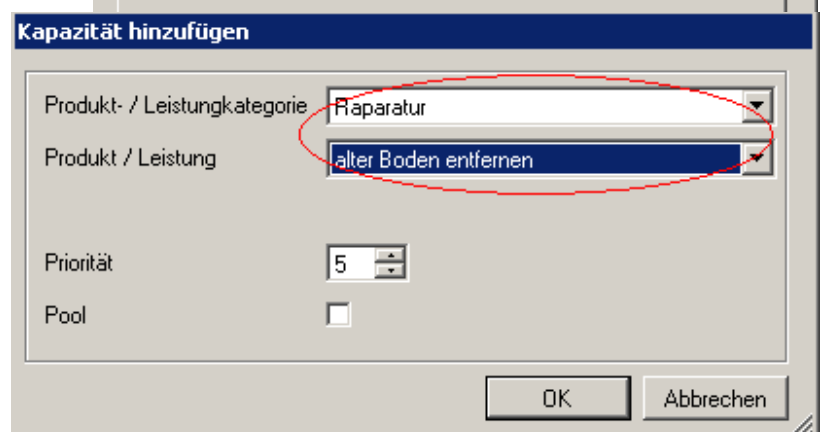 Kapazität hinzufügen
Produkt- / Leistungkategorie Raparatur
Produkt / Leistung alter Boden entfernen
Priorität 5
Pool
OK Abbrechen